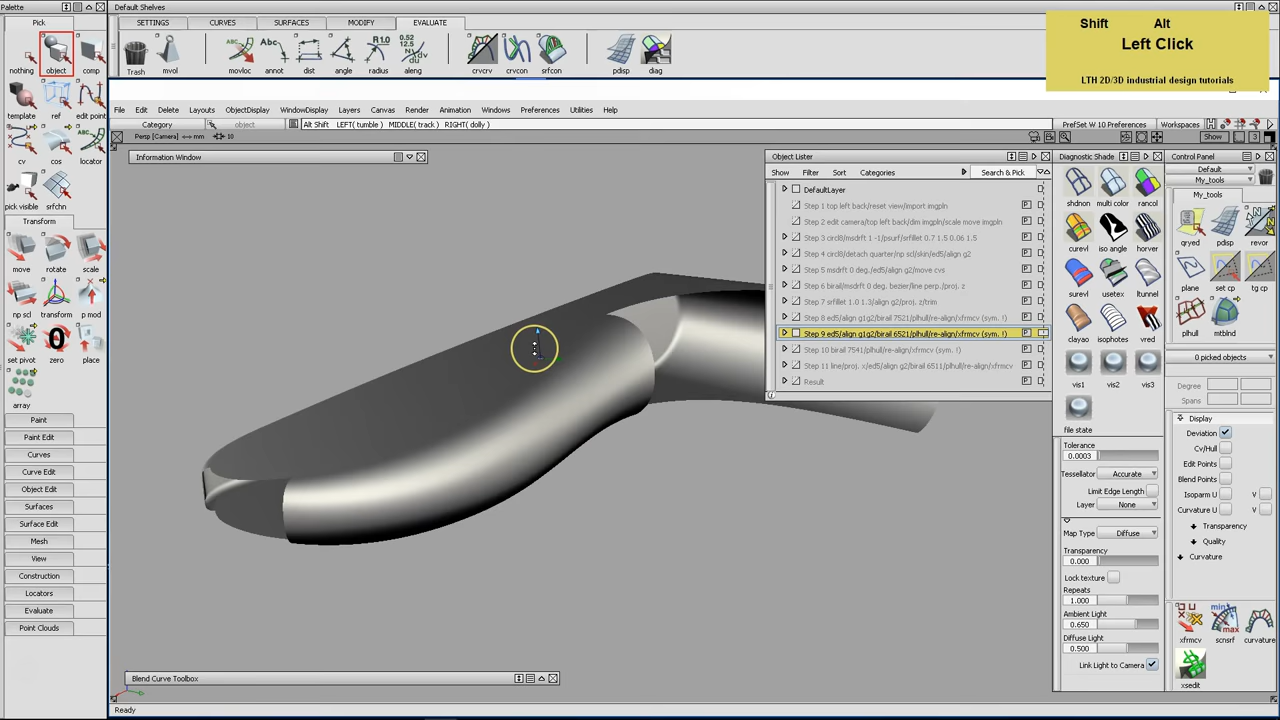 Palette
Default Shelves
Pick
SETTINGS CURVES SURFACES MODIFY EVALUATE
Shift Alt
Left Click
LTH 2D/3D industrial design tutorials
nothing object comp
Trash mvol movloc annot dist angle radius aleng crvcrv crvcon srfcon pdisp diag
template ref edit point
cv cos locator
pick visible srfchn
Transform
move rotate scale
np scl transform p mod
set pivot zero place
array
Paint
Paint Edit
Curves
Curve Edit
Object Edit
Surfaces
Surface Edit
Mesh
View
Construction
Locators
Evaluate
Point Clouds
File Edit Delete Layouts ObjectDisplay WindowDisplay Layers Canvas Render Animation Windows Preferences Utilities Help
Category object Alt Shift LEFT( tumble ) MIDDLE( track ) RIGHT( dolly ) PrefSet W 10 Preferences Workspaces
Persp [Camera] mm 10 Show
Information Window
Object Lister
Show Filter Sort Categories Search & Pick
DefaultLayer
Step 1 top left back/reset view/import imgpln
Step 2 edit camera/top left back/dim imgpln/scale move imgpln
Step 3 circl8/msdrft 1 -1/psurf/srfillet 0.7 1.5 0.06 1.5
Step 4 circl8/detach quarter/np scl/skin/ed5/align g2
Step 5 msdrft 0 deg./ed5/align g2/move cvs
Step 6 birail/msdrft 0 deg. bezier/line perp./proj. z
Step 7 srfillet 1.0 1.3/align g2/proj. z/trim
Step 8 ed5/align g1g2/birail 7521/plhull/re-align/xfrmcv (sym. !)
Step 9 ed5/align g1g2/birail 6521/plhull/re-align/xfrmcv (sym. !)
Step 10 birail 7541/plhull/re-align/xfrmcv (sym. !)
Step 11 line/proj. x/ed5/align g2/birail 6511/plhull/re-align/xfrmcv
Result
Diagnostic Shade
shdnon multi color rancol
curevl iso angle horver
surevl usetex ltunnel
clayao isophotes vred
vis1 vis2 vis3
file state
Tolerance
0.0003
Tessellator Accurate
Limit Edge Length
Layer None
Map Type Diffuse
Transparency
0.000
Lock texture
Repeats
1.000
Ambient Light
0.650
Diffuse Light
0.500
Link Light to Camera
Control Panel
Default
My_tools
My_tools
qryed pdisp revor
plane set cp tg cp
plhull mtblnd
0 picked objects
Degree
Spans
Display
Deviation
Cv/Hull
Edit Points
Blend Points
Isoparm U V
Curvature U V
Transparency
Quality
Curvature
xfrmcv scnsrf curvature
xsedit
Blend Curve Toolbox
Ready